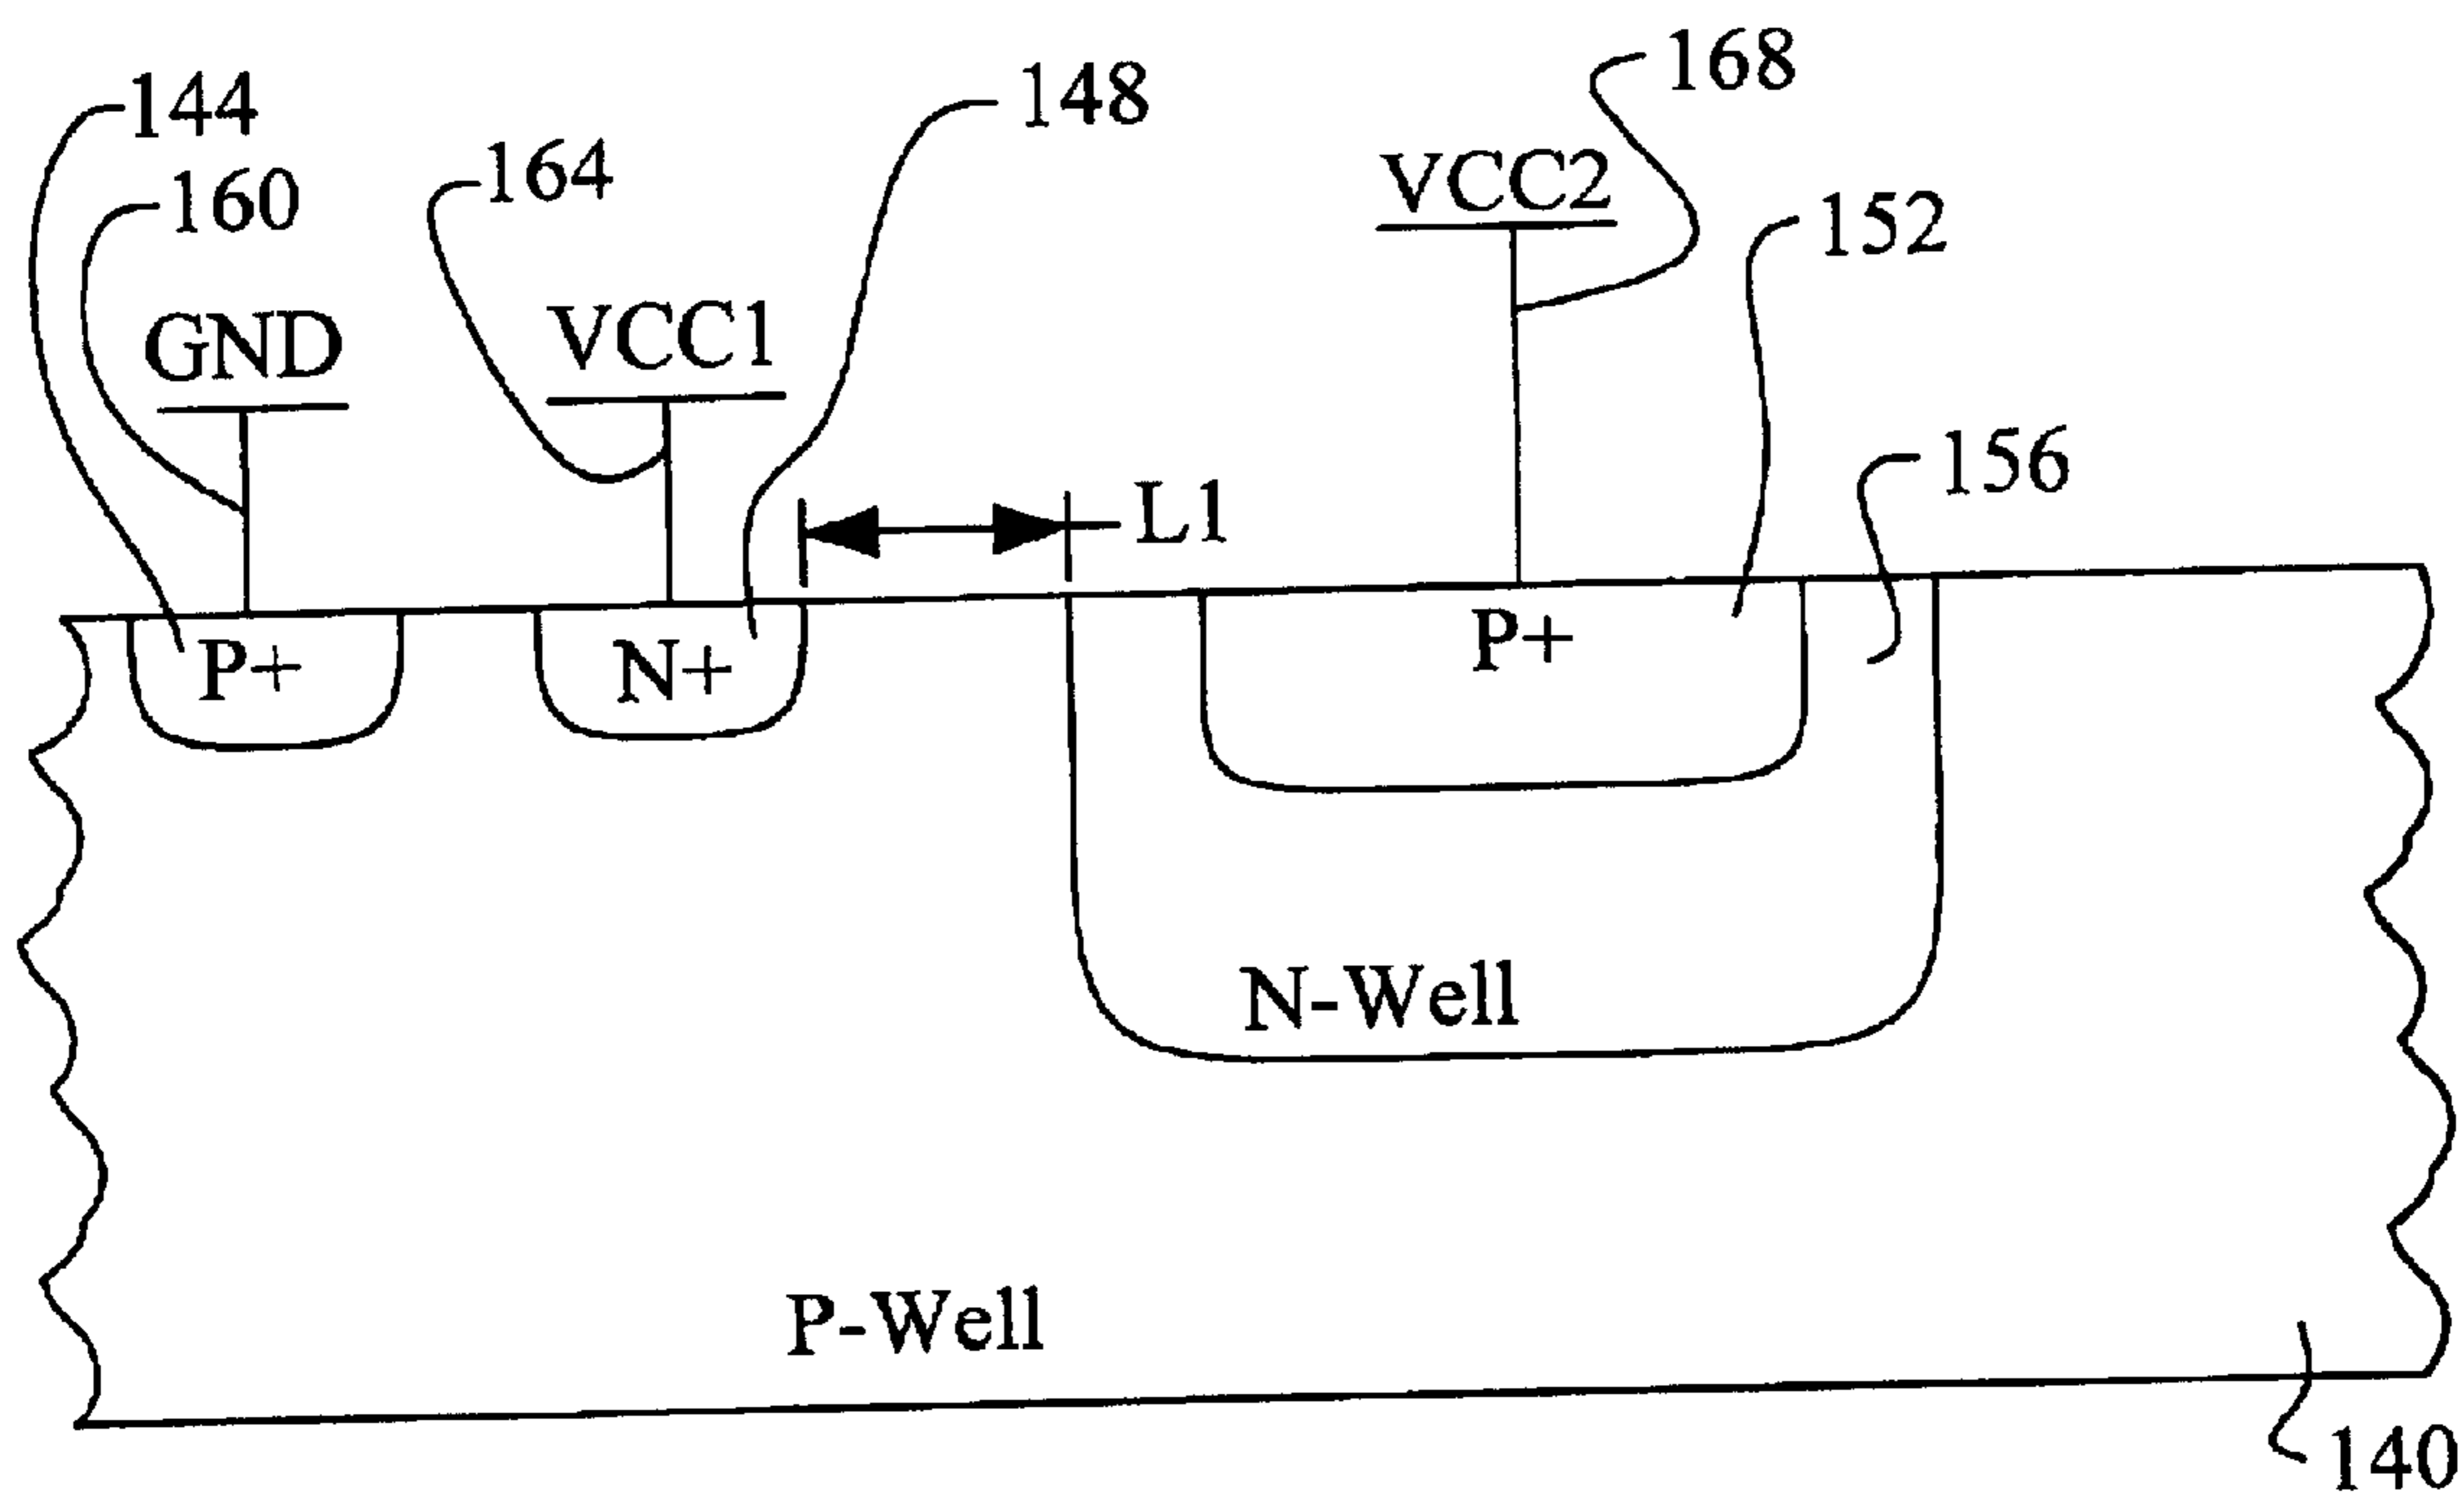 168
144
148
164
VCC2
160
152
GND
VCC1
156
L1
P+
N+
P+
N-Well
P-Well
140